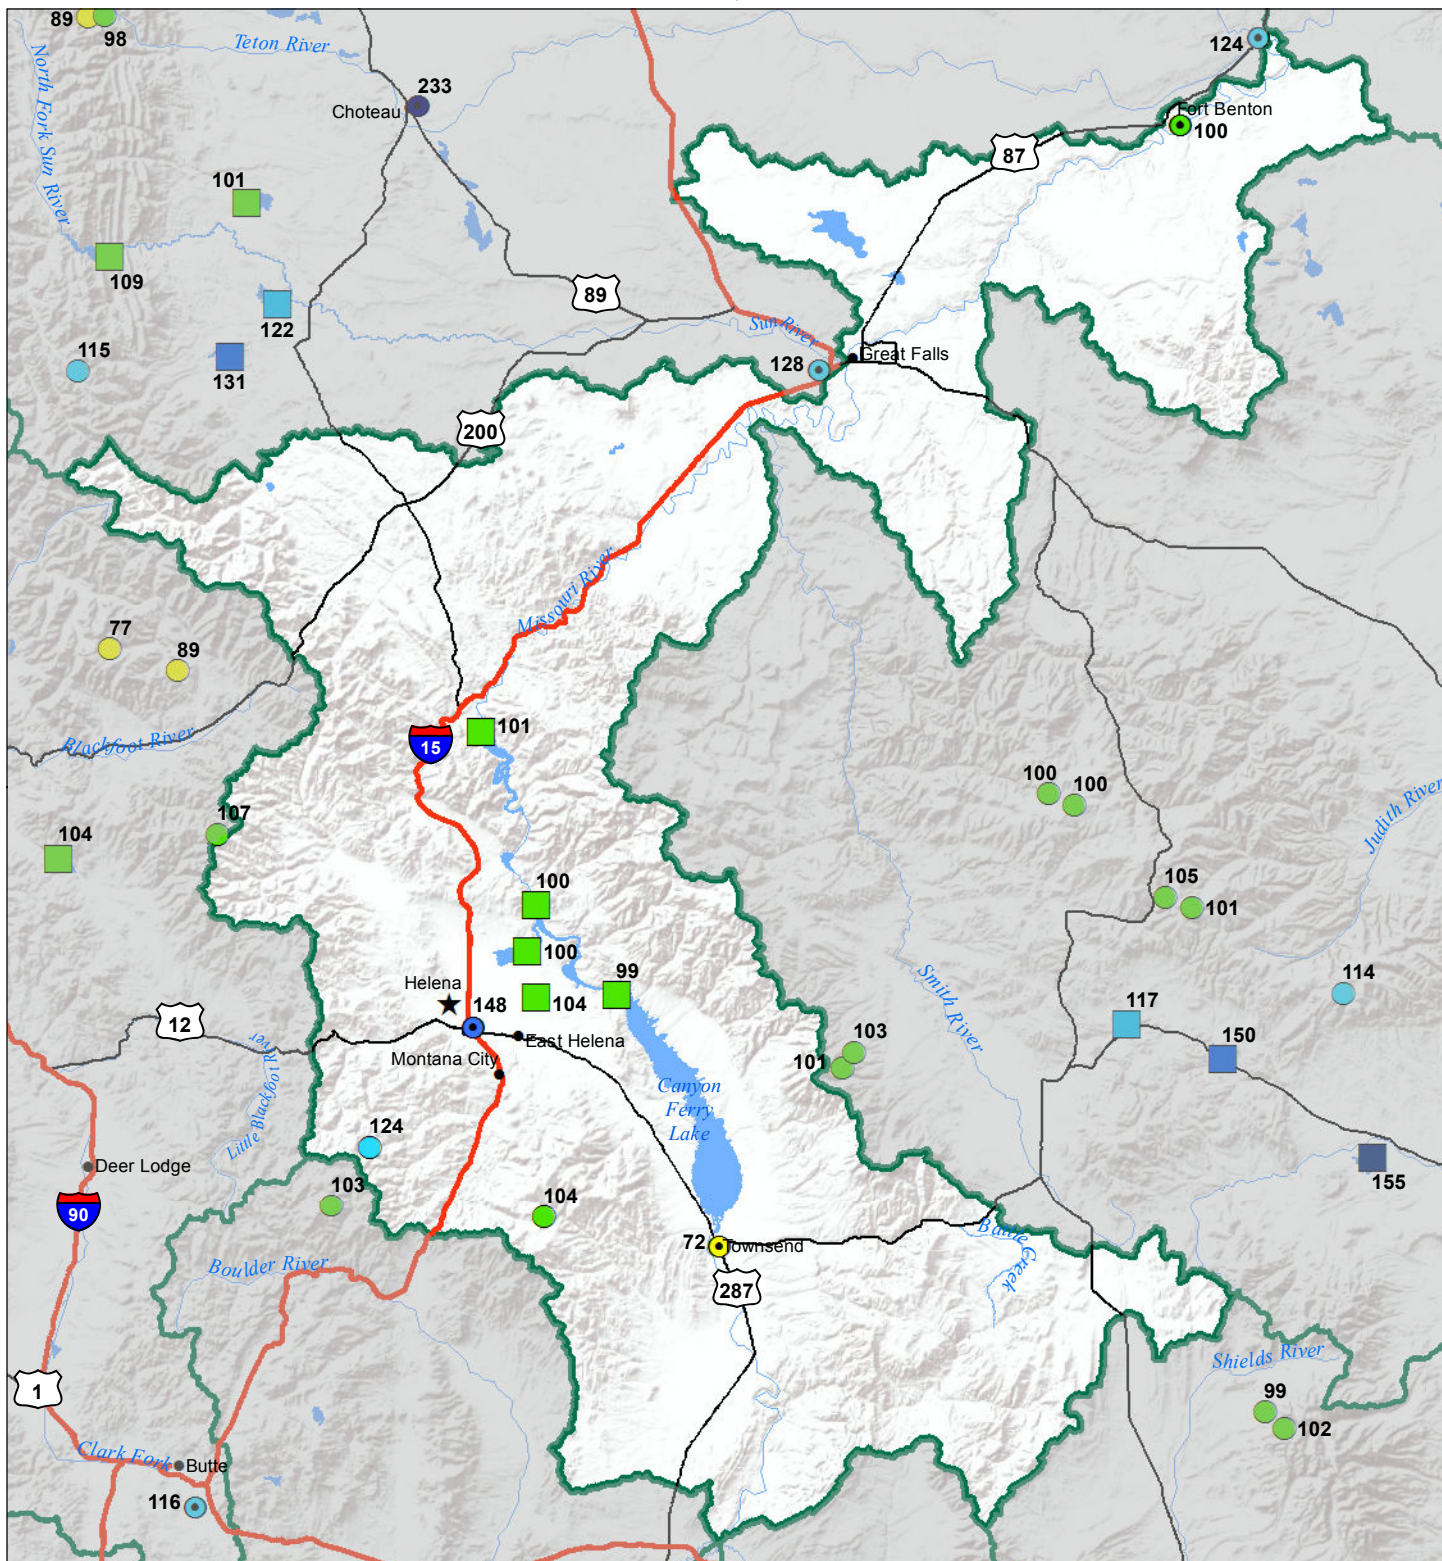 89
98
Teton River
124
North Fork Sun River
233
Choteau
Fort Benton
100
87
101
109
89
122
Sun River
115
131
128
Great Falls
200
Missouri River
77
89
Blackfoot River
101
15
100
100
107
Judith River
104
105
101
100
100
Helena
99
104
148
114
Smith River
117
12
East Helena
150
Montana City
103
101
Little Blackfoot River
Canyon
Ferry
Lake
124
155
Deer Lodge
103
104
90
72
Townsend
Battle Creek
Boulder River
287
Shields River
1
99
102
Clark Fork
Butte
116